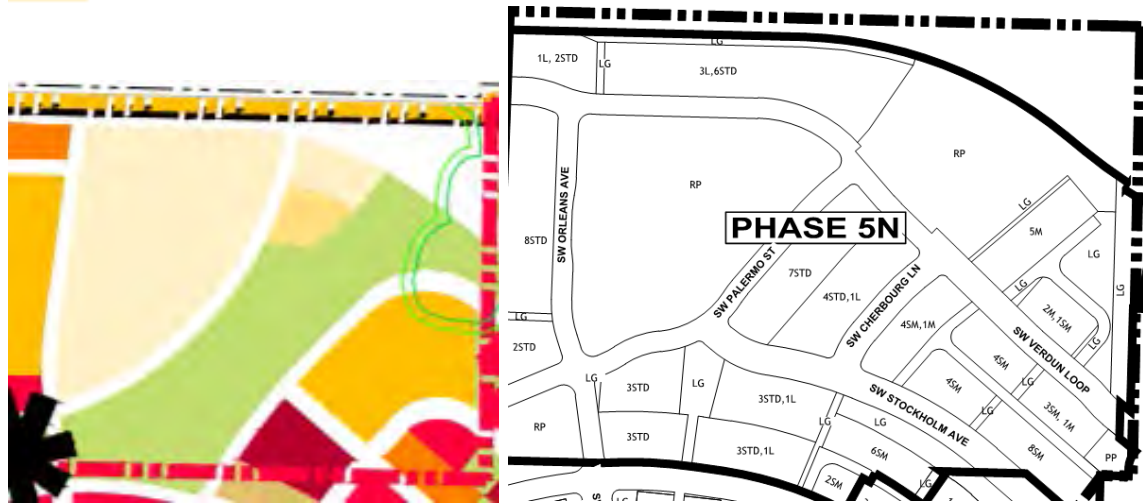 LG
1L, 2STD
LG
3L,6STD
RP
RP
LG
5M
SW ORLEANS AVE
PHASE 5N
8STD
LG
SW PALERMO ST
7STD
LG
LG
4STD,1L
SW CHERBOURG LN
2M,1SM
LG
4SM,1M
LG
SW VERDUN LOOP
2STD
4SM
LG
3STD
LG
4SM
LG
3SM, 1M
3STD,1L
SW STOCKHOLM AVE
LG
LG
LG
RP
3STD
3STD,1L
6SM
8SM
PP
2SM
LG
S
LG